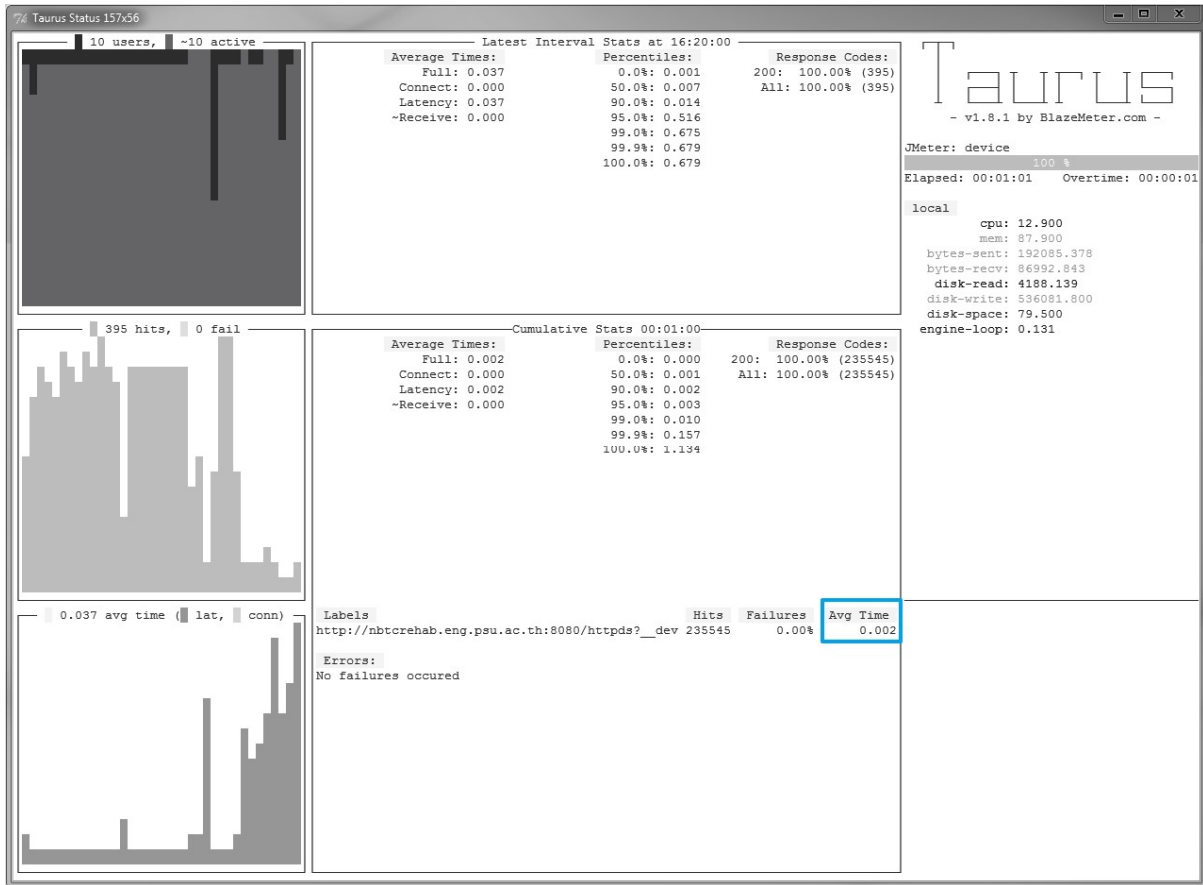 Taurus Status 157x56
10 users, ~10 active
Latest Interval Stats at 16:20:00
Average Times: Percentiles: Response Codes:
Full: 0.037 0.0%: 0.001 200: 100.00% (395)
Connect: 0.000 50.0%: 0.007 All: 100.00% (395)
Latency: 0.037 90.0%: 0.014
~Receive: 0.000 95.0%: 0.516
99.0%: 0.675
99.9%: 0.679
100.0%: 0.679
Taurus
- v1.8.1 by BlazeMeter.com -
JMeter: device
100 %
Elapsed: 00:01:01 Overtime: 00:00:01
local
cpu: 12.900
mem: 87.900
bytes-sent: 192085.378
bytes-recv: 86992.843
disk-read: 4188.139
disk-write: 536081.800
disk-space: 79.500
engine-loop: 0.131
395 hits, 0 fail
Cumulative Stats 00:01:00
Average Times: Percentiles: Response Codes:
Full: 0.002 0.0%: 0.000 200: 100.00% (235545)
Connect: 0.000 50.0%: 0.001 All: 100.00% (235545)
Latency: 0.002 90.0%: 0.002
~Receive: 0.000 95.0%: 0.003
99.0%: 0.010
99.9%: 0.157
100.0%: 1.134
0.037 avg time ( lat, conn)
Labels Hits Failures Avg Time
http://nbtcrehab.eng.psu.ac.th:8080/httpds?__dev 235545 0.00% 0.002
Errors:
No failures occured